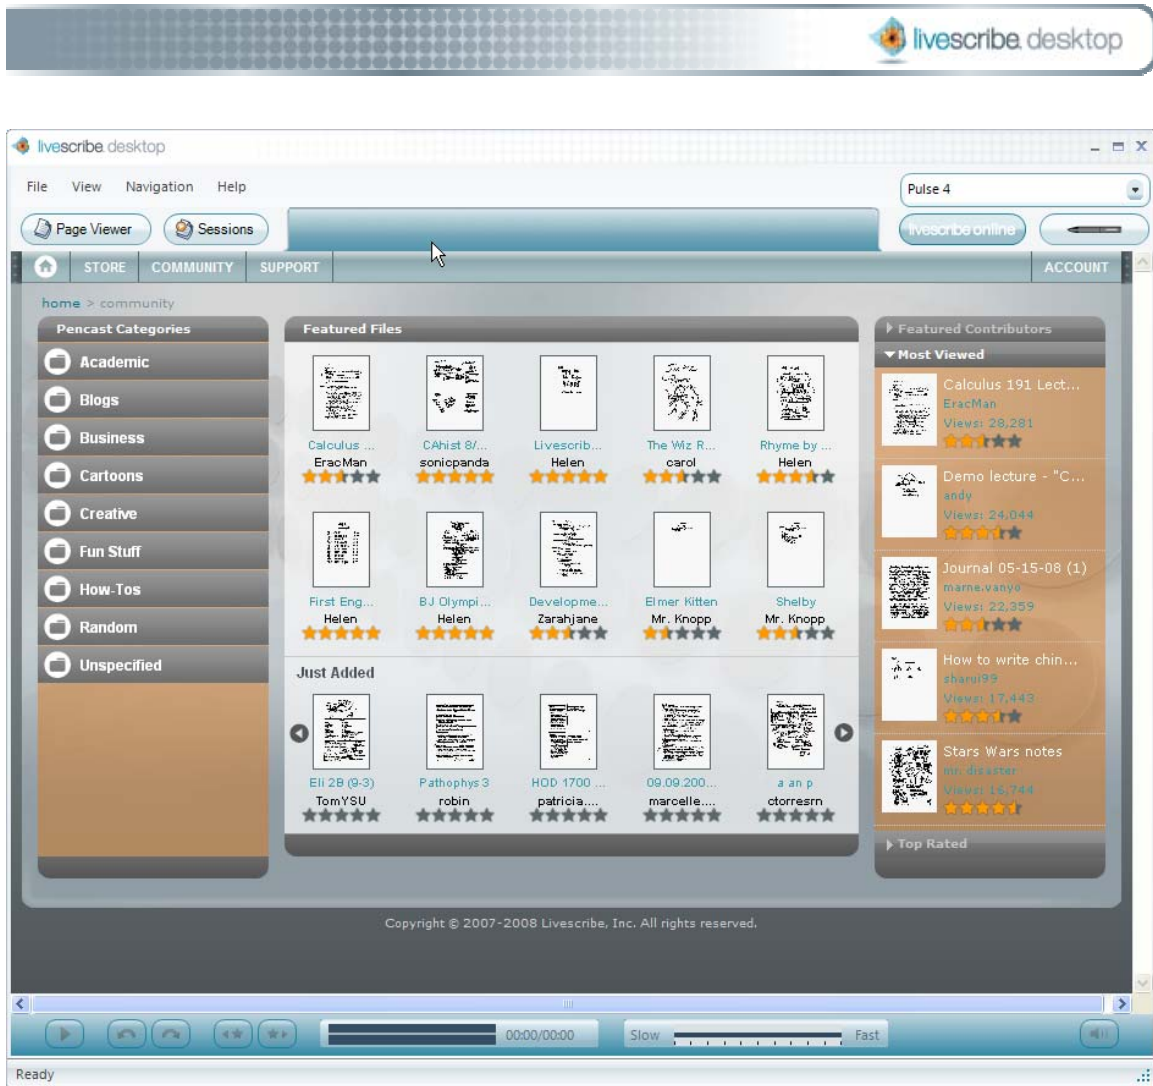 livescribe desktop
livescribe desktop
File View Navigation Help
Pulse 4
Page Viewer Sessions
livescribe online
STORE COMMUNITY SUPPORT ACCOUNT
home > community
Pencast Categories
Academic
Blogs
Business
Cartoons
Creative
Fun Stuff
How-Tos
Random
Unspecified
Featured Files
Calculus ... CAhist 8/... Livescrib... The Wiz R... Rhyme by ...
EracMan sonicpanda Helen carol Helen
First Eng... BJ Olympi... Developme... Elmer Kitten Shelby
Helen Helen Zarahjane Mr. Knopp Mr. Knopp
Just Added
Eli 2B (9-3) Pathophys 3 HOD 1700 ... 09.09.200... a an p
TomYSU robin patricia.... marcelle.... ctorresrn
Featured Contributors
Most Viewed
Calculus 191 Lect...
EracMan
Views: 28,281
Demo lecture - "C...
andy
Views: 24,044
Journal 05-15-08 (1)
marne.vanyo
Views: 22,359
How to write chin...
sharui99
Views: 17,443
Stars Wars notes
mr. disaster
Views: 16,744
Top Rated
Copyright © 2007-2008 Livescribe, Inc. All rights reserved.
00:00/00:00 Slow Fast
Ready